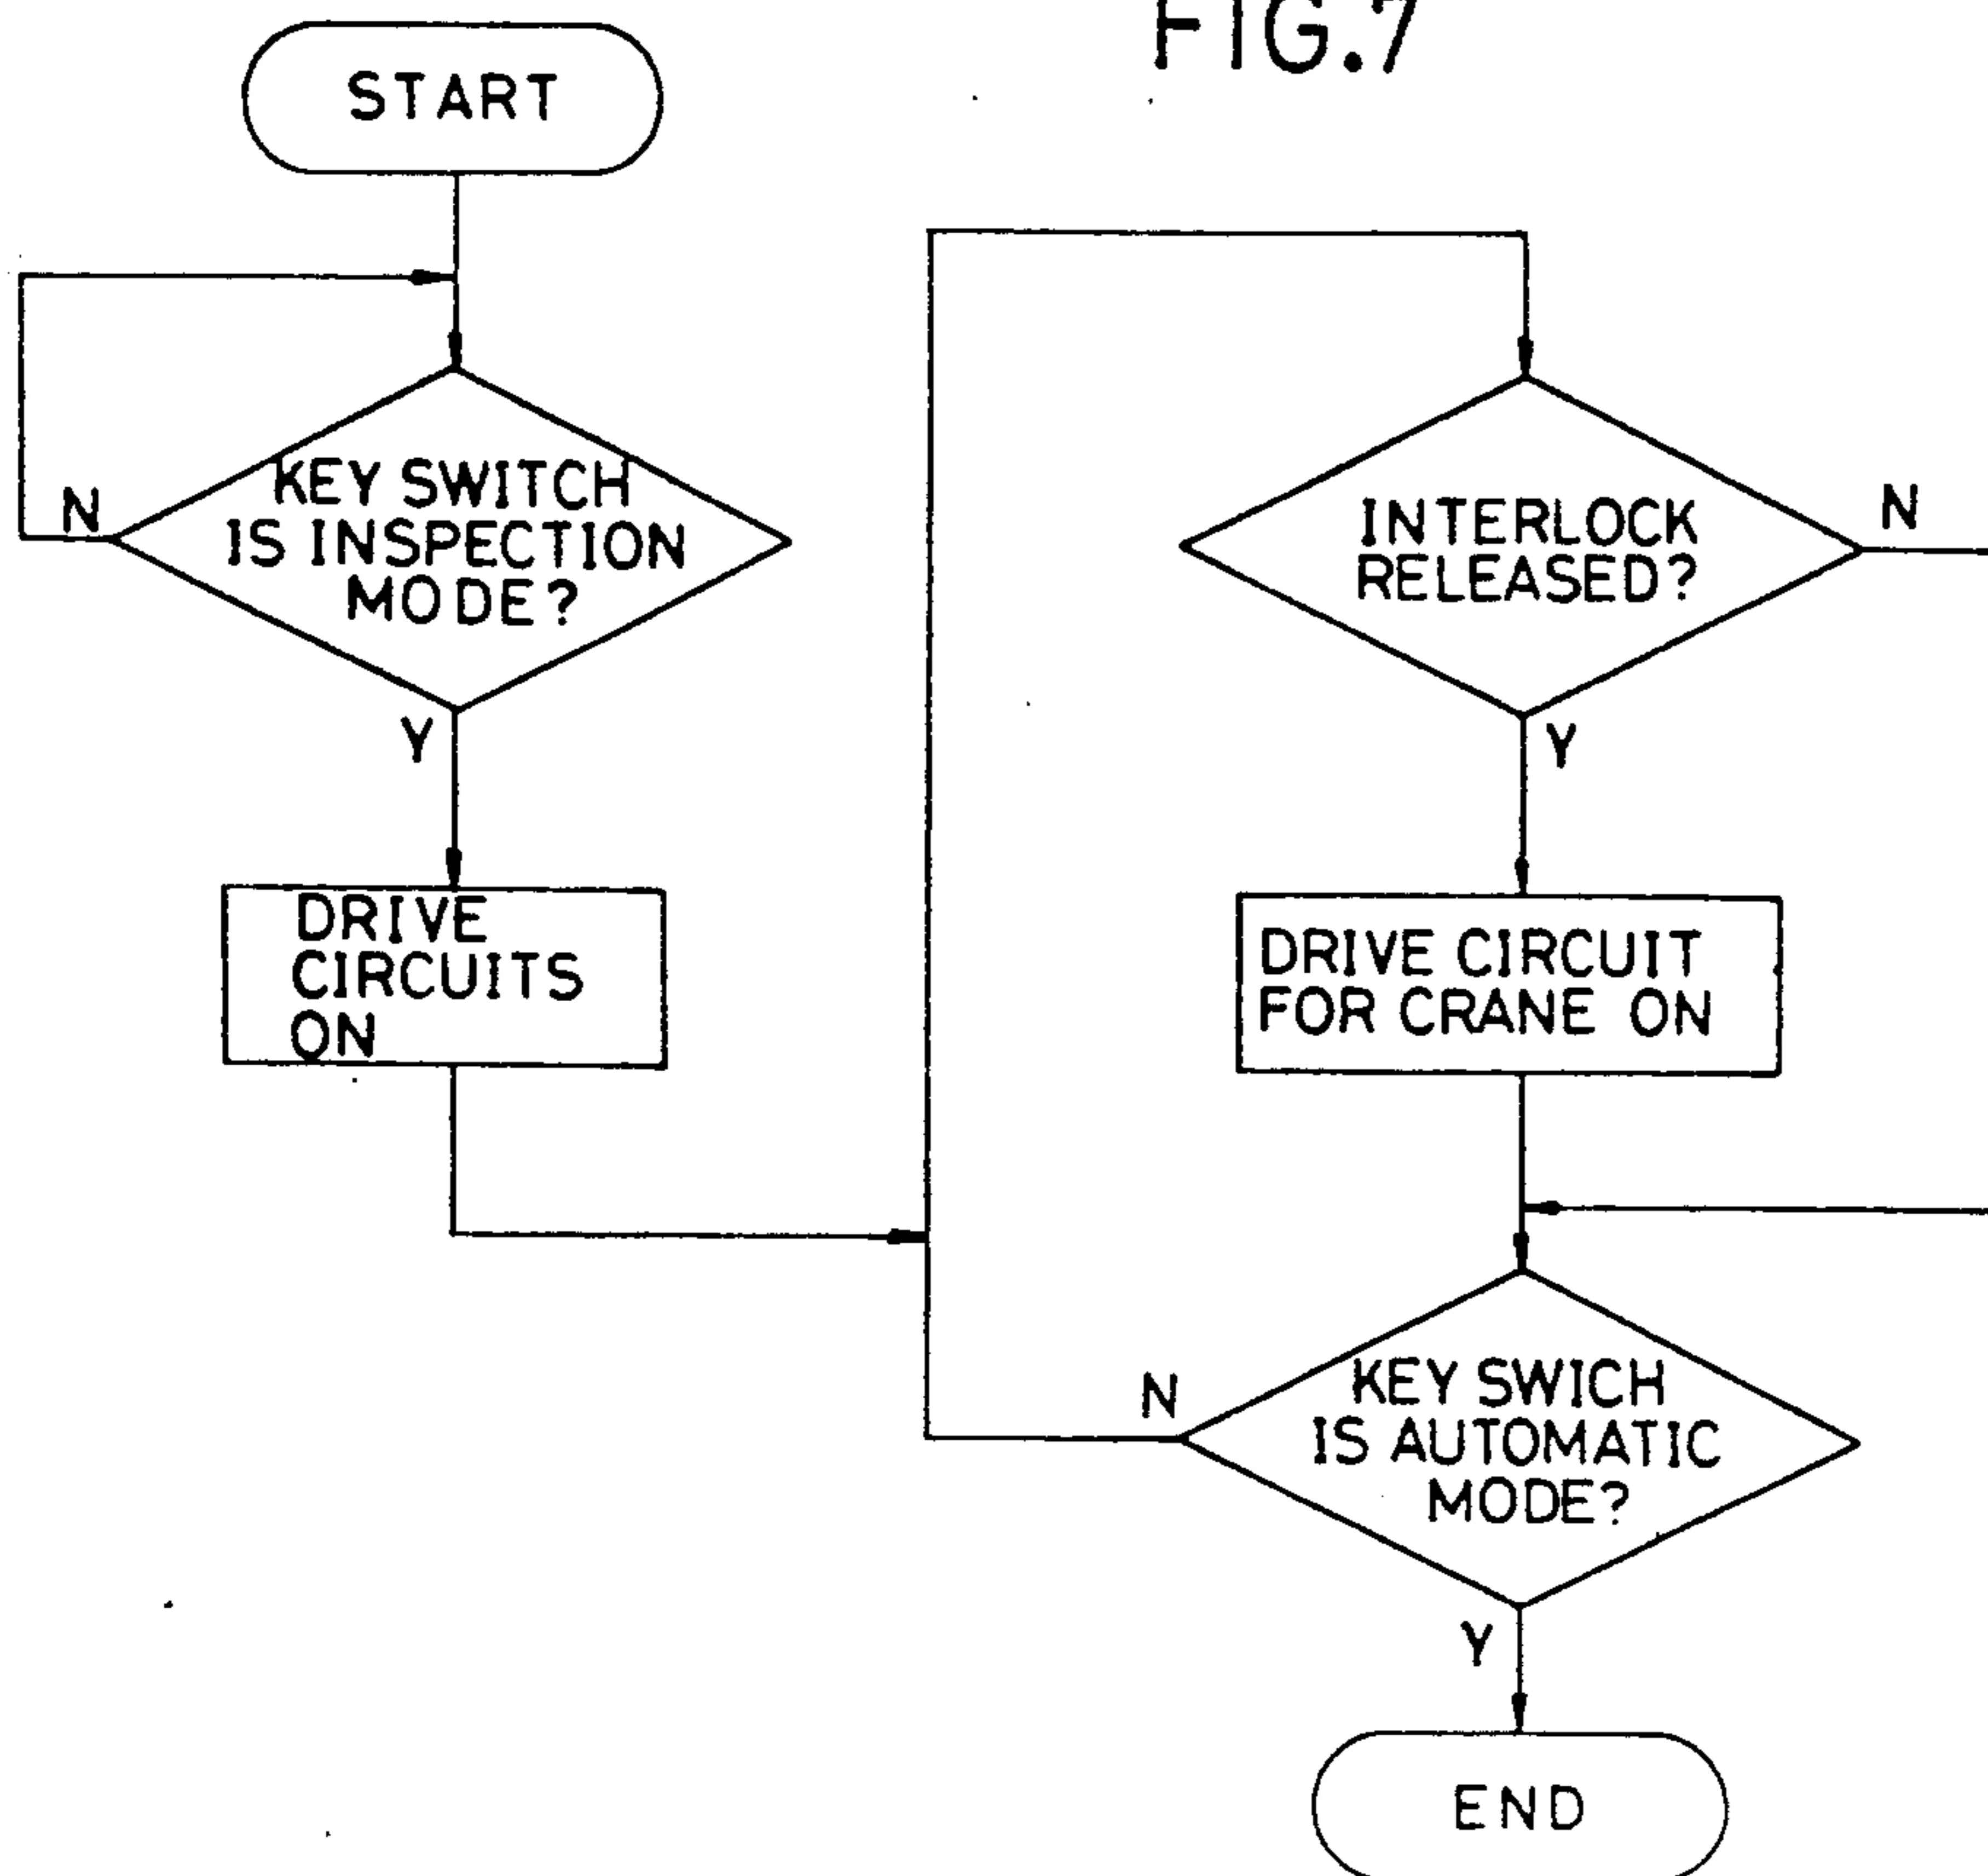 FIG.7
START
KEY SWITCH
IS INSPECTION
MODE?
N
Y
DRIVE
CIRCUITS
ON
INTERLOCK
RELEASED?
N
Y
DRIVE CIRCUIT
FOR CRANE ON
KEY SWICH
IS AUTOMATIC
MODE?
N
Y
END